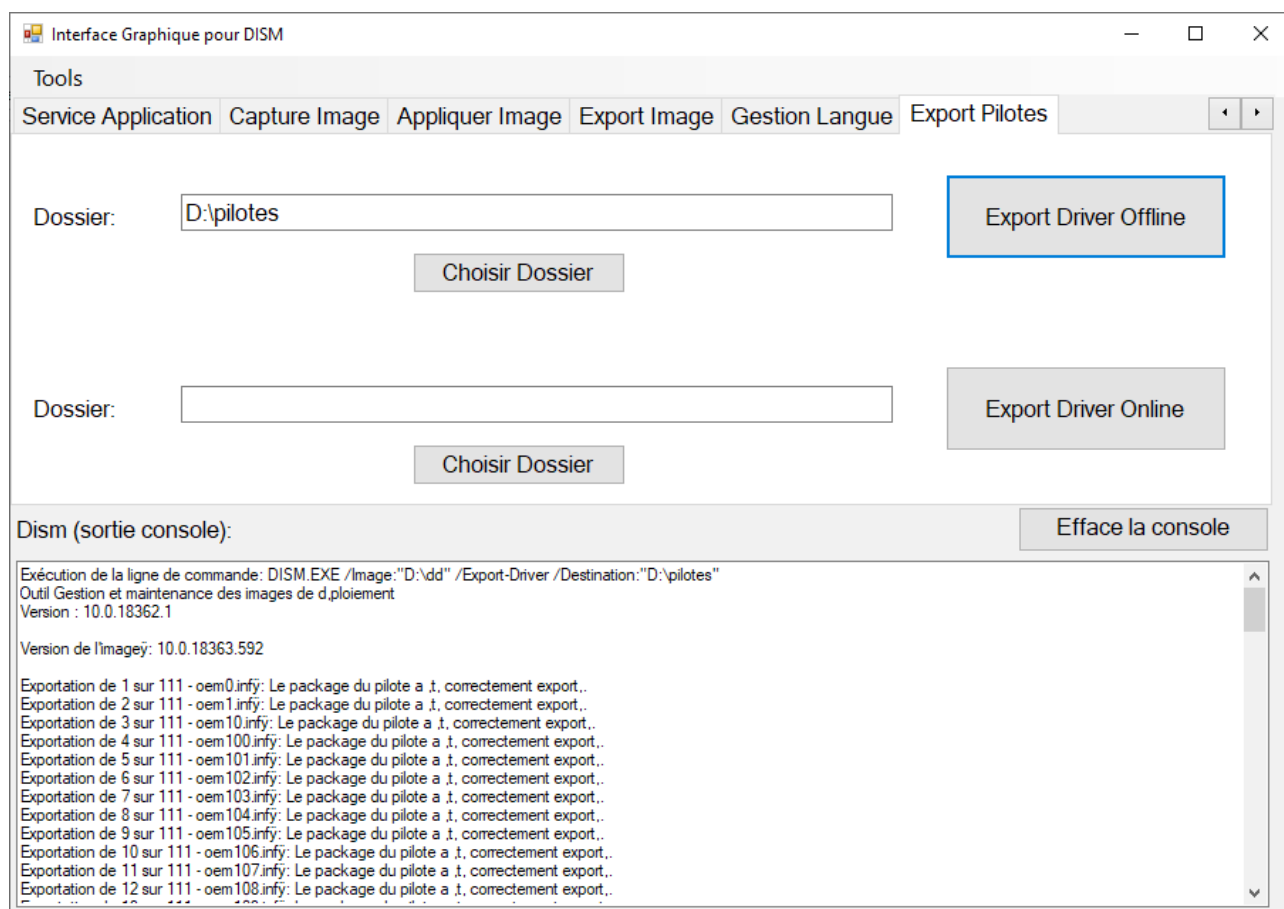 Interface Graphique pour DISM
Tools
Service Application Capture Image Appliquer Image Export Image Gestion Langue Export Pilotes
Dossier: D:\pilotes Export Driver Offline
Choisir Dossier
Dossier: Export Driver Online
Choisir Dossier
Dism (sortie console): Efface la console
Exécution de la ligne de commande: DISM.EXE /Image:"D:\dd" /Export-Driver /Destination:"D:\pilotes"
Outil Gestion et maintenance des images de d‚ploiement
Version : 10.0.18362.1
Version de l'imageÿ: 10.0.18363.592
Exportation de 1 sur 111 - oem0.infÿ: Le package du pilote a ‚t‚ correctement export‚.
Exportation de 2 sur 111 - oem1.infÿ: Le package du pilote a ‚t‚ correctement export‚.
Exportation de 3 sur 111 - oem10.infÿ: Le package du pilote a ‚t‚ correctement export‚.
Exportation de 4 sur 111 - oem100.infÿ: Le package du pilote a ‚t‚ correctement export‚.
Exportation de 5 sur 111 - oem101.infÿ: Le package du pilote a ‚t‚ correctement export‚.
Exportation de 6 sur 111 - oem102.infÿ: Le package du pilote a ‚t‚ correctement export‚.
Exportation de 7 sur 111 - oem103.infÿ: Le package du pilote a ‚t‚ correctement export‚.
Exportation de 8 sur 111 - oem104.infÿ: Le package du pilote a ‚t‚ correctement export‚.
Exportation de 9 sur 111 - oem105.infÿ: Le package du pilote a ‚t‚ correctement export‚.
Exportation de 10 sur 111 - oem106.infÿ: Le package du pilote a ‚t‚ correctement export‚.
Exportation de 11 sur 111 - oem107.infÿ: Le package du pilote a ‚t‚ correctement export‚.
Exportation de 12 sur 111 - oem108.infÿ: Le package du pilote a ‚t‚ correctement export‚.